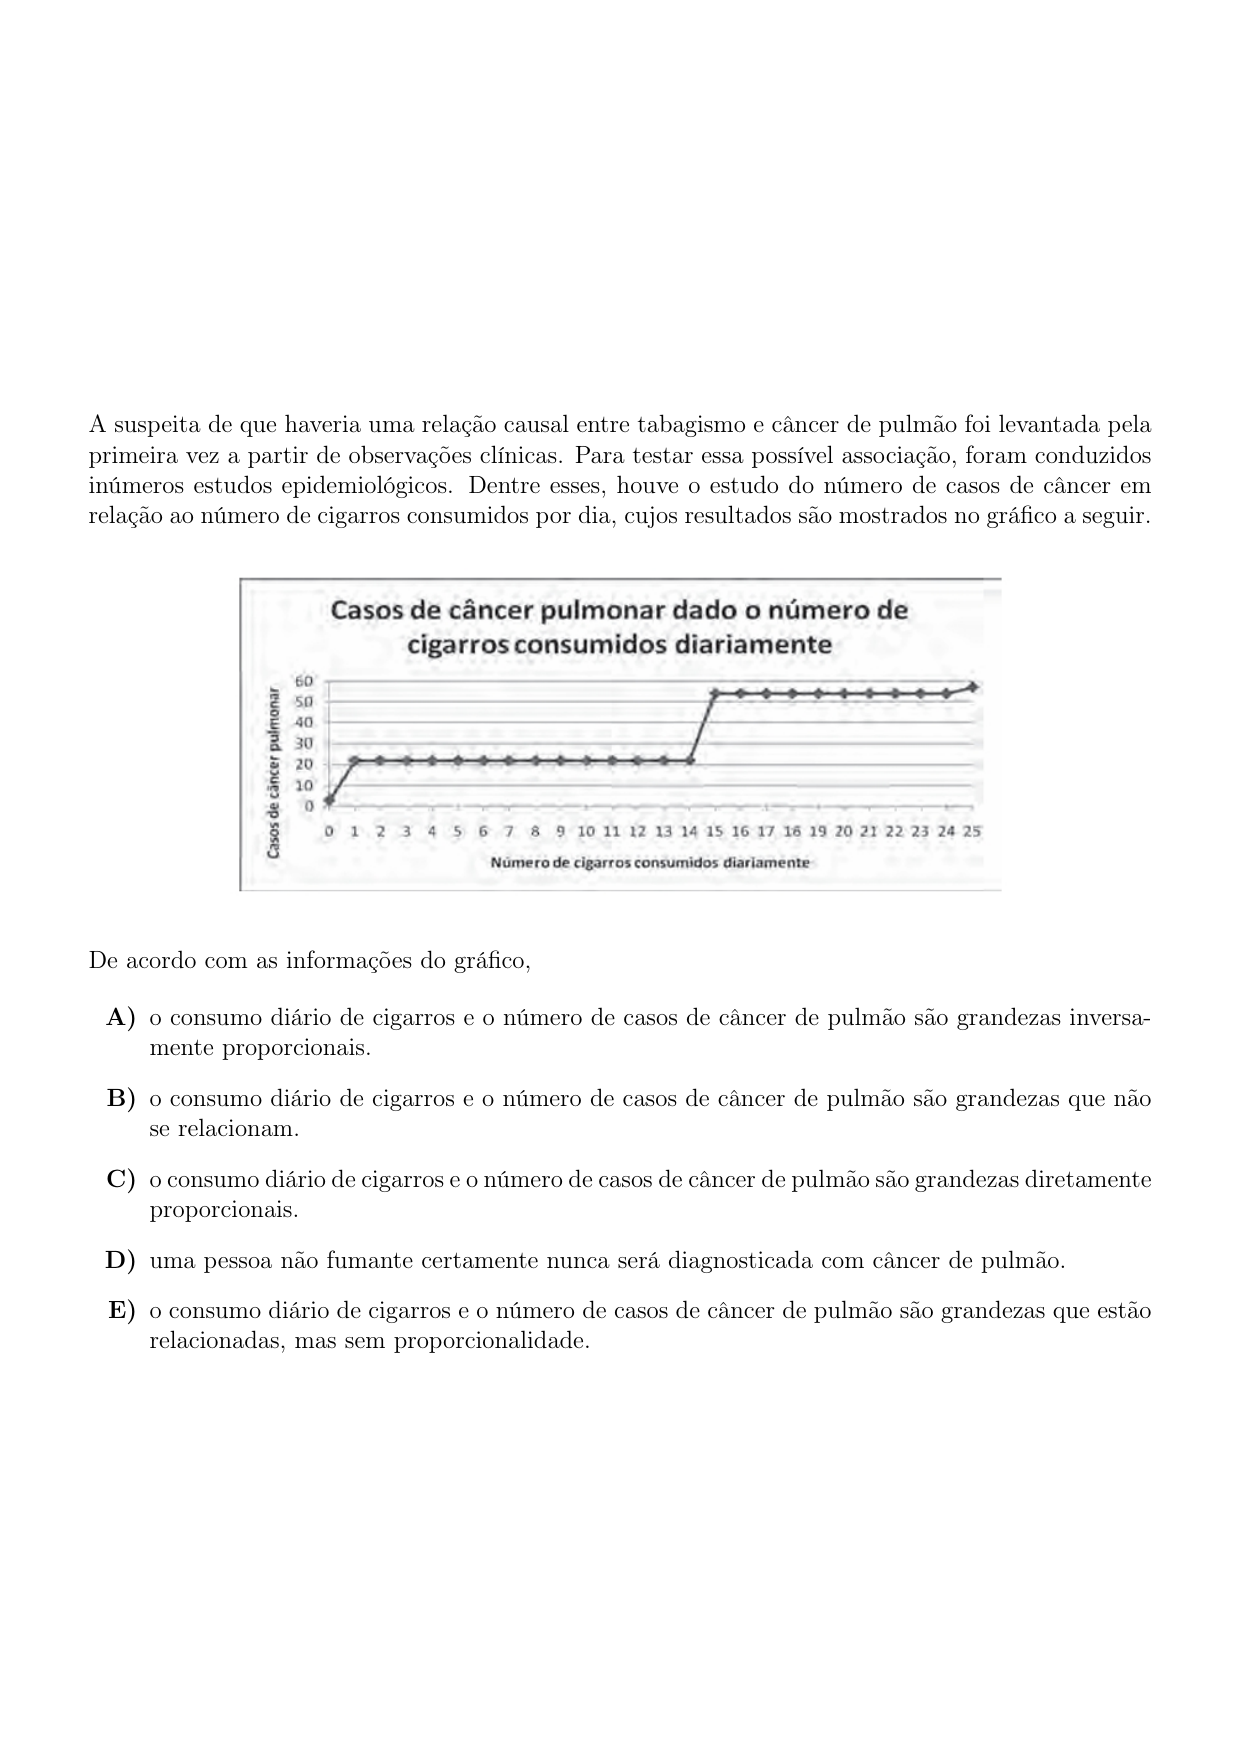 A suspeita de que haveria uma relação causal entre tabagismo e câncer de pulmão foi levantada pela
primeira vez a partir de observações clínicas. Para testar essa possível associação, foram conduzidos
inúmeros estudos epidemiológicos. Dentre esses, houve o estudo do número de casos de câncer em
relação ao número de cigarros consumidos por dia, cujos resultados são mostrados no gráfico a seguir.
Casos de câncer pulmonar dado o número de
cigarros consumidos diariamente
Casos de câncer pulmonar
60
50
40
30
20
10
0
0 1 2 3 4 5 6 7 8 9 10 11 12 13 14 15 16 17 18 19 20 21 22 23 24 25
Número de cigarros consumidos diariamente
De acordo com as informações do gráfico,
A) o consumo diário de cigarros e o número de casos de câncer de pulmão são grandezas inversa-
mente proporcionais.
B) o consumo diário de cigarros e o número de casos de câncer de pulmão são grandezas que não
se relacionam.
C) o consumo diário de cigarros e o número de casos de câncer de pulmão são grandezas diretamente
proporcionais.
D) uma pessoa não fumante certamente nunca será diagnosticada com câncer de pulmão.
E) o consumo diário de cigarros e o número de casos de câncer de pulmão são grandezas que estão
relacionadas, mas sem proporcionalidade.